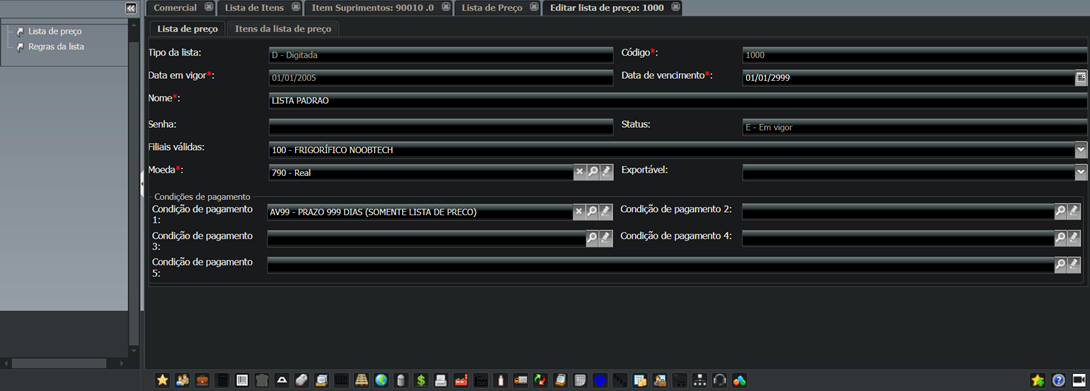 Comercial
Lista de Itens
Item Suprimentos: 90010 .0
Lista de Preço
Editar lista de preço: 1000
Lista de preço
Regras da lista
Lista de preço
Itens da lista de preço
Tipo da lista: D - Digitada
Código*: 1000
Data em vigor*: 01/01/2005
Data de vencimento*: 01/01/2999
Nome*: LISTA PADRAO
Senha:
Status: E - Em vigor
Filiais válidas: 100 - FRIGORÍFICO NOOBTECH
Moeda*: 790 - Real
Exportável:
Condições de pagamento
Condição de pagamento 1: AV99 - PRAZO 999 DIAS (SOMENTE LISTA DE PRECO)
Condição de pagamento 2:
Condição de pagamento 3:
Condição de pagamento 4:
Condição de pagamento 5: